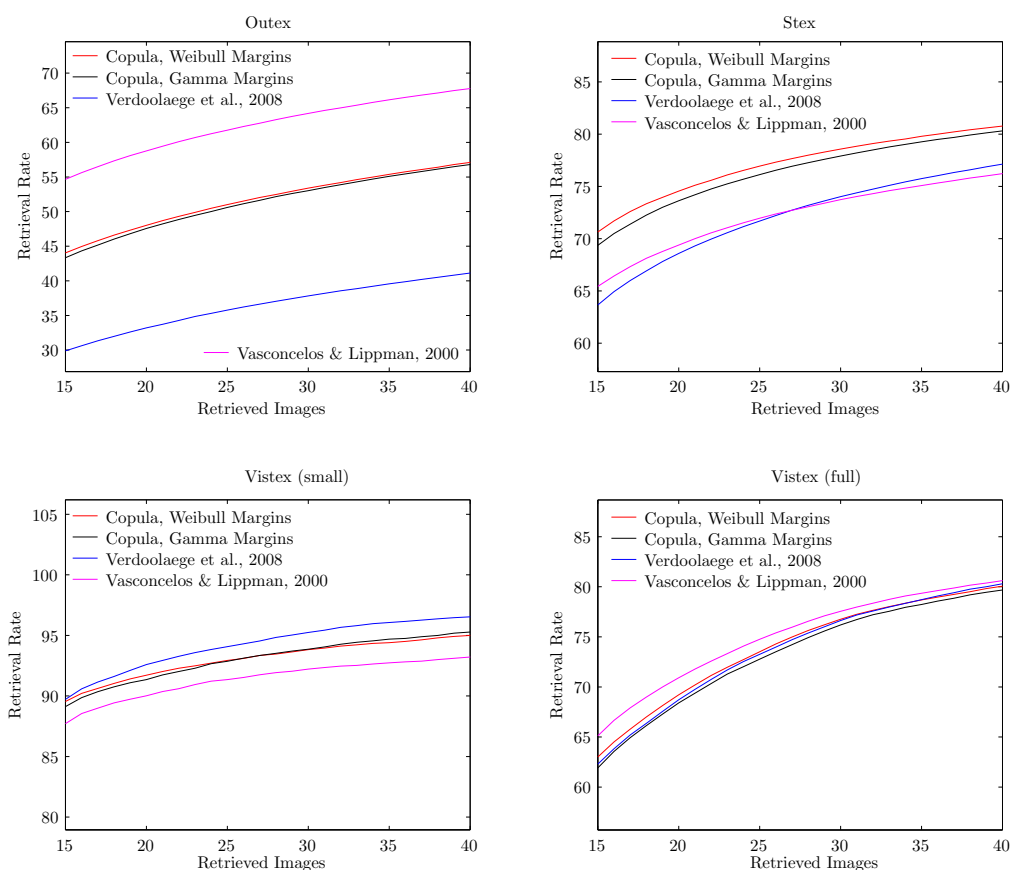 Outex
Copula, Weibull Margins
Copula, Gamma Margins
Verdoolaege et al., 2008
Vasconcelos & Lippman, 2000
70
65
60
55
50
45
40
35
30
Retrieval Rate
15 20 25 30 35 40
Retrieved Images
Stex
Copula, Weibull Margins
Copula, Gamma Margins
Verdoolaege et al., 2008
Vasconcelos & Lippman, 2000
85
80
75
70
65
60
Retrieval Rate
15 20 25 30 35 40
Retrieved Images
Vistex (small)
Copula, Weibull Margins
Copula, Gamma Margins
Verdoolaege et al., 2008
Vasconcelos & Lippman, 2000
105
100
95
90
85
80
Retrieval Rate
15 20 25 30 35 40
Retrieved Images
Vistex (full)
Copula, Weibull Margins
Copula, Gamma Margins
Verdoolaege et al., 2008
Vasconcelos & Lippman, 2000
85
80
75
70
65
60
Retrieval Rate
15 20 25 30 35 40
Retrieved Images